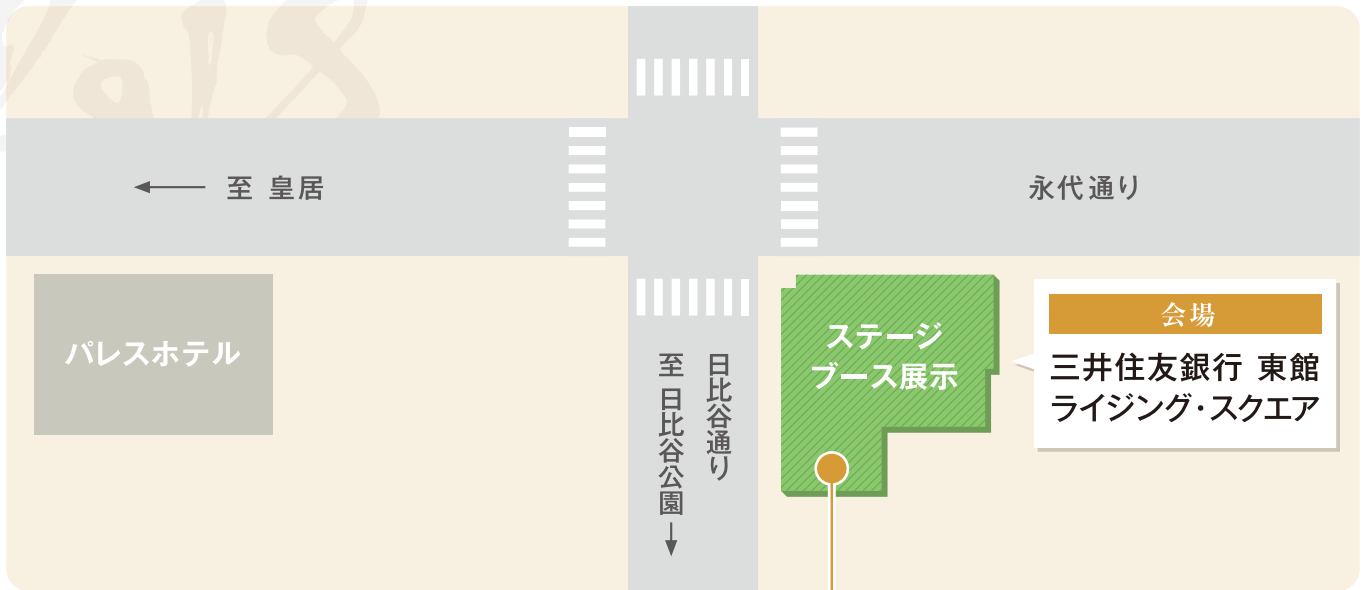 至 皇居
永代通り
パレスホテル
ステージ
ブース展示
会場
三井住友銀行 東館
ライジング・スクエア
日比谷通り
至 日比谷公園